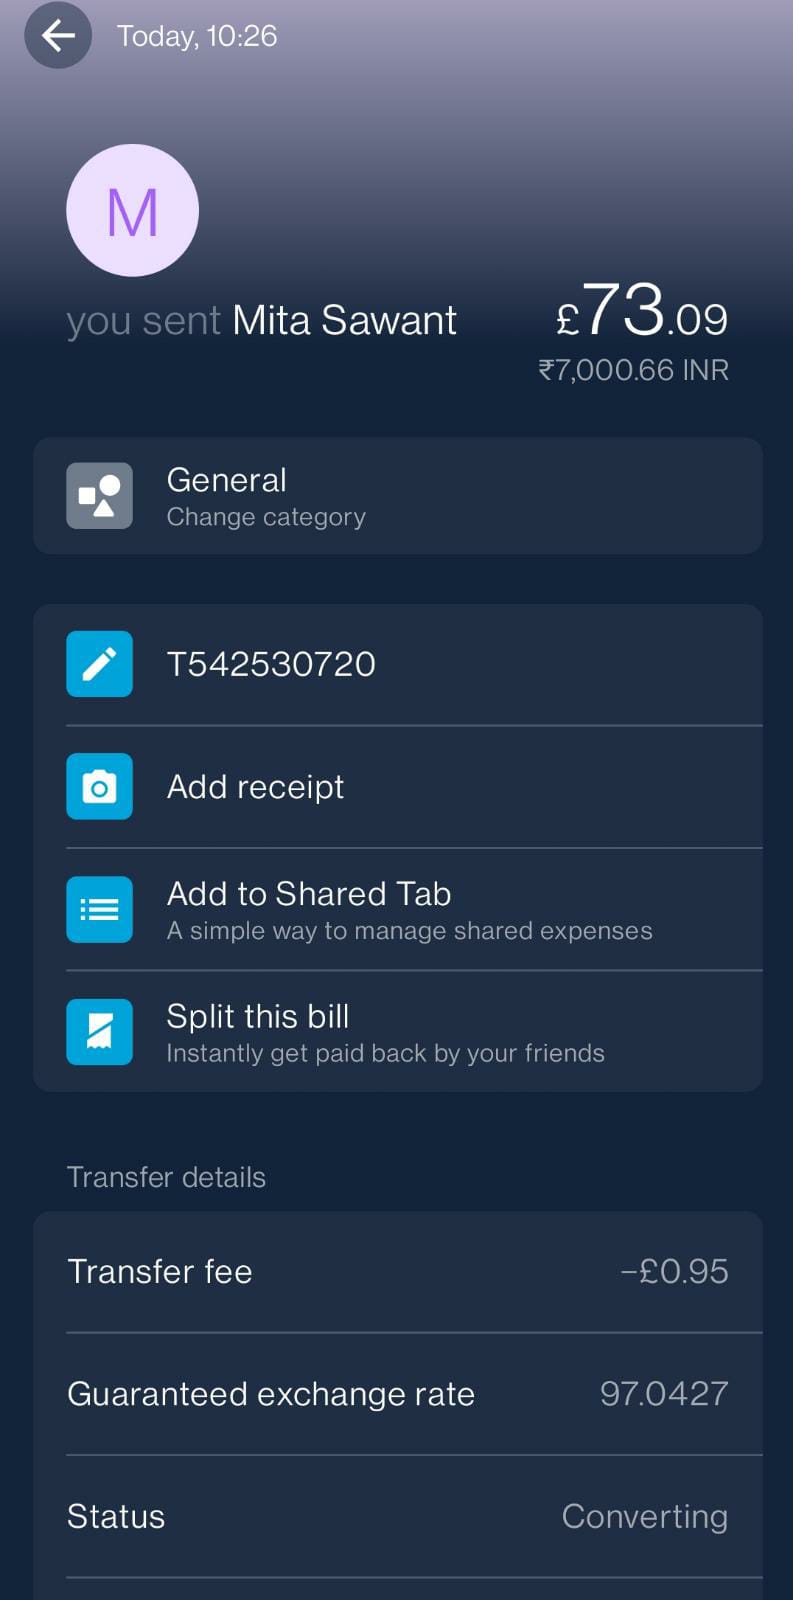 Today, 10:26
M
you sent Mita Sawant
£73.09
₹7,000.66 INR
General
Change category
T542530720
Add receipt
Add to Shared Tab
A simple way to manage shared expenses
Split this bill
Instantly get paid back by your friends
Transfer details
Transfer fee –£0.95
Guaranteed exchange rate 97.0427
Status Converting